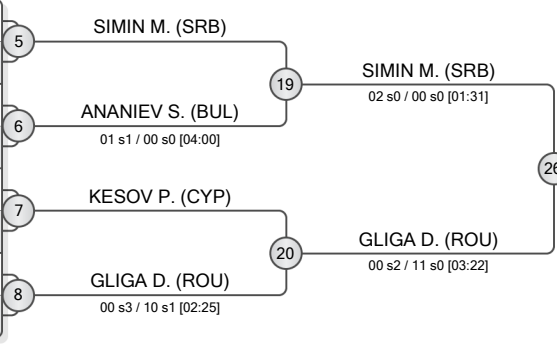 5
SIMIN M. (SRB)
19
SIMIN M. (SRB)
02 s0 / 00 s0 [01:31]
6
ANANIEV S. (BUL)
01 s1 / 00 s0 [04:00]
26
7
KESOV P. (CYP)
20
GLIGA D. (ROU)
00 s2 / 11 s0 [03:22]
8
GLIGA D. (ROU)
00 s3 / 10 s1 [02:25]